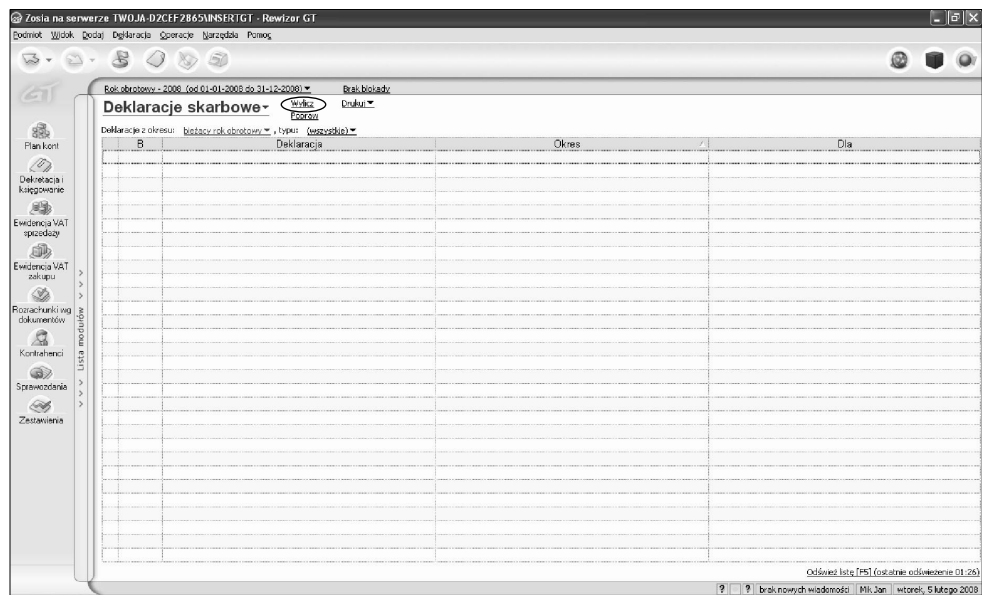 Zosia na serwerze TWOJA-D2CEF2865\INSERTGT - Rewizor GT
Podmiot Widok Dodaj Deklaracja Operacje Narzędzia Pomoc
GT
Rok obrotowy - 2008 (od 01-01-2008 do 31-12-2008) Brak blokady
Deklaracje skarbowe Wylicz Drukuj
Popraw
Deklaracje z okresu: bieżący rok obrotowy , typu: (wszystkie)
B Deklaracja Okres Dla
Plan kont
Dekretacja i
księgowanie
Ewidencja VAT
sprzedaży
Ewidencja VAT
zakupu
Rozrachunki wg
dokumentów
Kontrahenci
Sprawozdania
Zestawienia
> > > Lista modułów > > >
Odśwież listę [F5] (ostatnie odświeżenie 01:26)
? ? brak nowych wiadomości Mik Jan wtorek, 5 lutego 2008